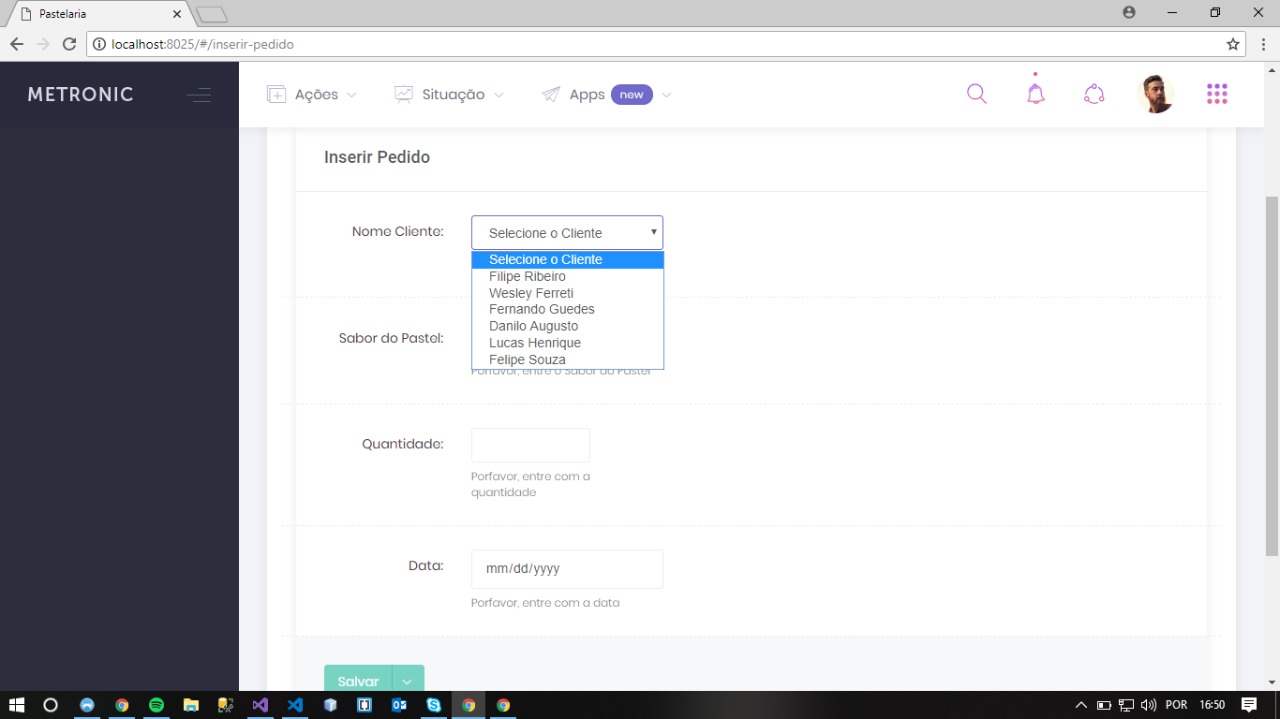 Pastelaria
localhost:8025/#/inserir-pedido
METRONIC
Ações
Situação
Apps
new
Inserir Pedido
Nome Cliente:
Selecione o Cliente
Selecione o Cliente
Filipe Ribeiro
Wesley Ferreti
Fernando Guedes
Danilo Augusto
Lucas Henrique
Felipe Souza
Sabor do Pastel:
Porfavor, entre o Sabor do Pastel
Quantidade:
Porfavor, entre com a
quantidade
Data:
mm/dd/yyyy
Porfavor, entre com a data
Salvar
POR
16:50